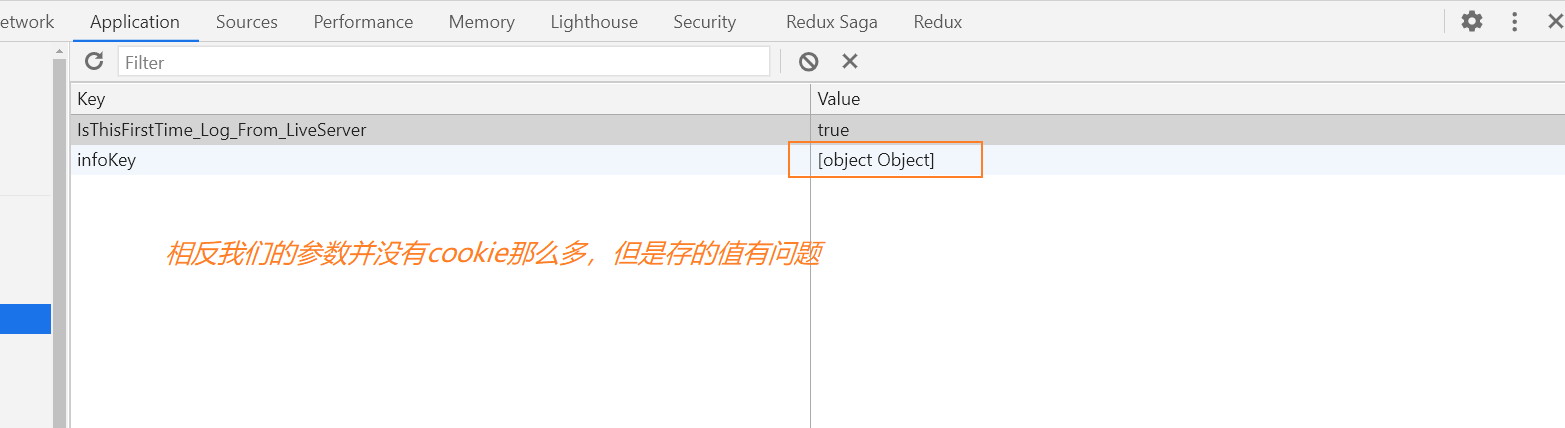 etwork Application Sources Performance Memory Lighthouse Security Redux Saga Redux
Filter
Key Value
IsThisFirstTime_Log_From_LiveServer true
infoKey [object Object]
相反我们的参数并没有cookie那么多，但是存的值有问题